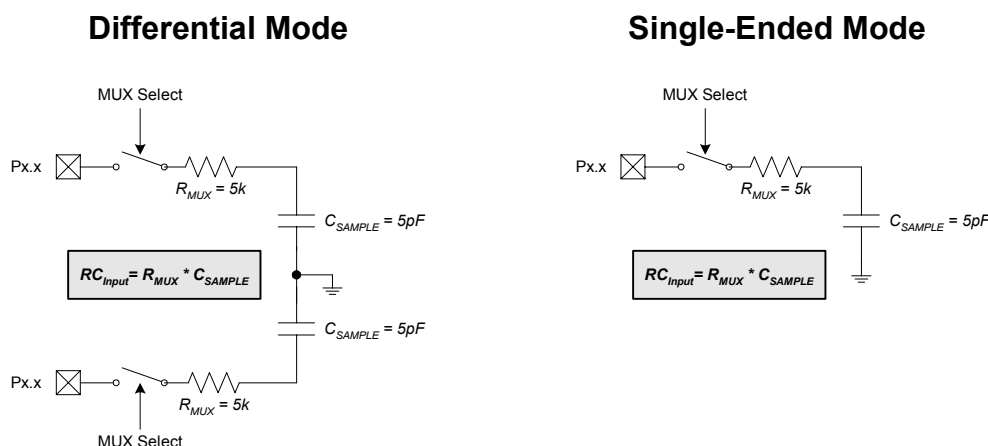 Differential Mode
MUX Select
Px.x
R_MUX = 5k
C_SAMPLE = 5pF
RC_Input = R_MUX * C_SAMPLE
C_SAMPLE = 5pF
Px.x
R_MUX = 5k
MUX Select
Single-Ended Mode
MUX Select
Px.x
R_MUX = 5k
C_SAMPLE = 5pF
RC_Input = R_MUX * C_SAMPLE